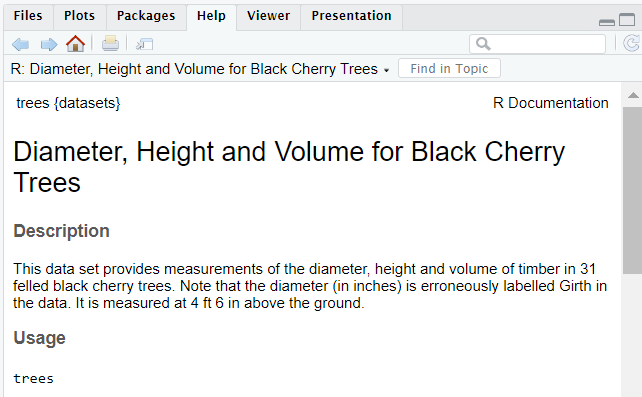 Files Plots Packages Help Viewer Presentation
R: Diameter, Height and Volume for Black Cherry Trees Find in Topic
trees {datasets} R Documentation
Diameter, Height and Volume for Black Cherry
Trees
Description
This data set provides measurements of the diameter, height and volume of timber in 31
felled black cherry trees. Note that the diameter (in inches) is erroneously labelled Girth in
the data. It is measured at 4 ft 6 in above the ground.
Usage
trees